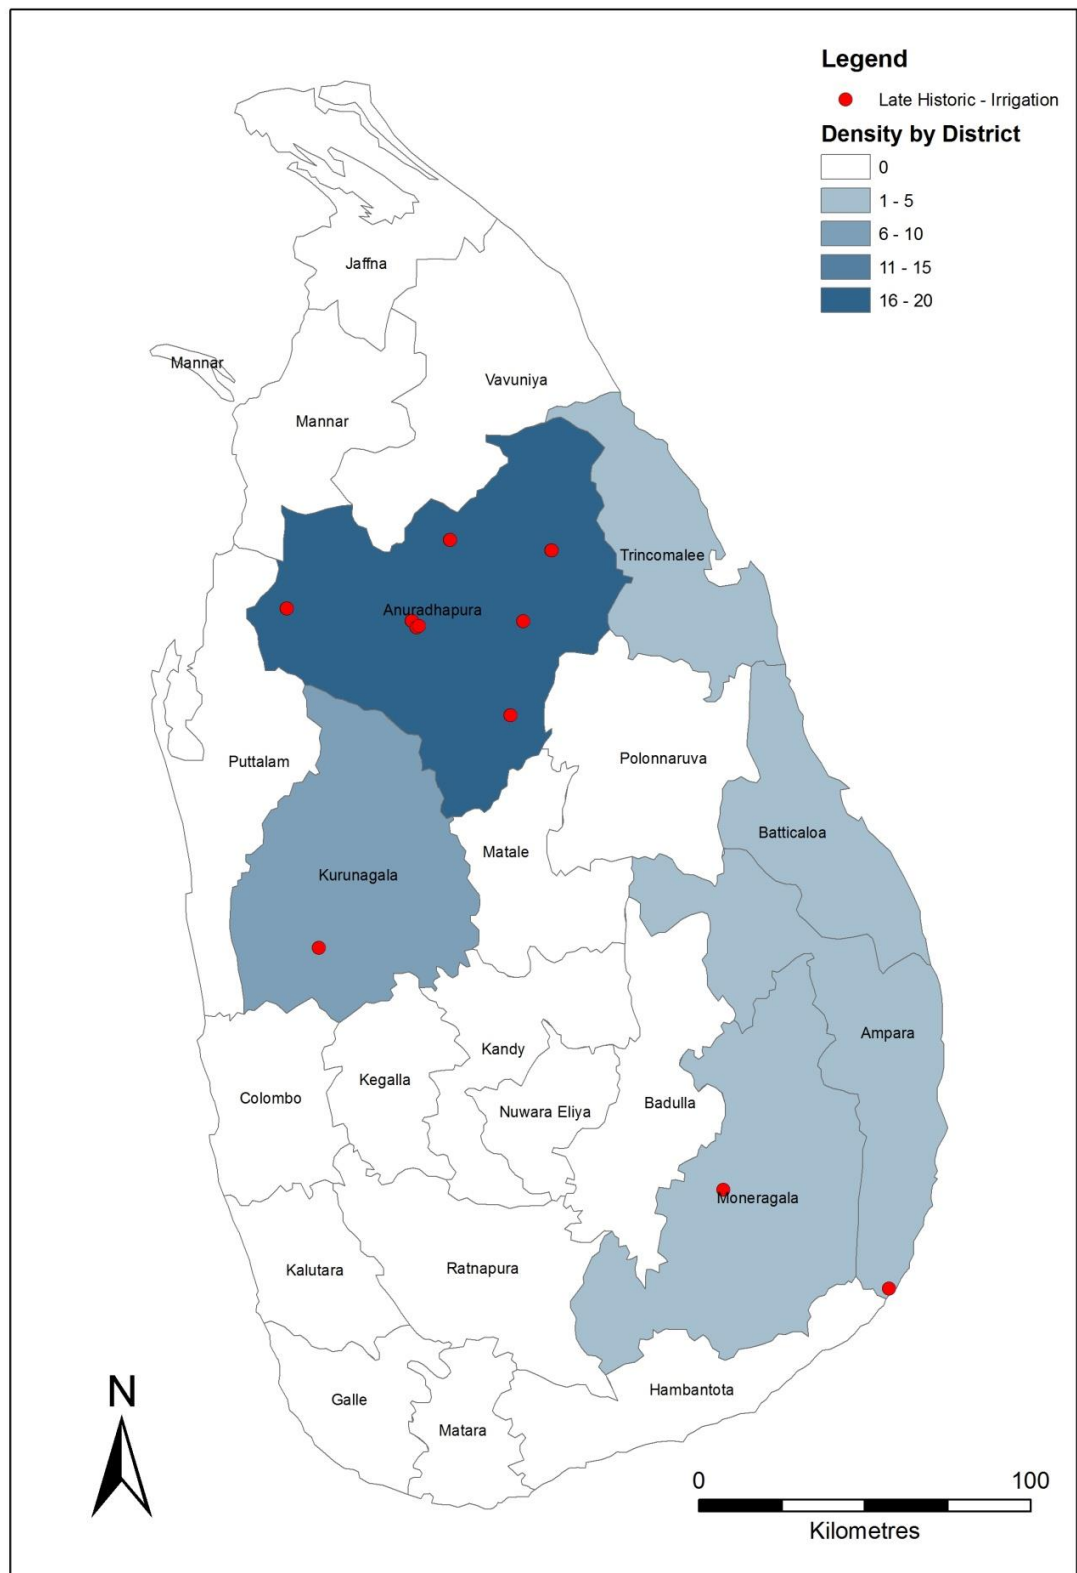 Legend
Late Historic - Irrigation
Density by District
0
1 - 5
6 - 10
11 - 15
16 - 20
Jaffna
Mannar
Vavuniya
Mannar
Trincomalee
Anuradhapura
Puttalam
Polonnaruva
Batticaloa
Matale
Kurunagala
Ampara
Kandy
Kegalla
Colombo
Nuwara Eliya
Badulla
Moneragala
Kalutara
Ratnapura
Hambantota
Galle
Matara
N
0 100
Kilometres